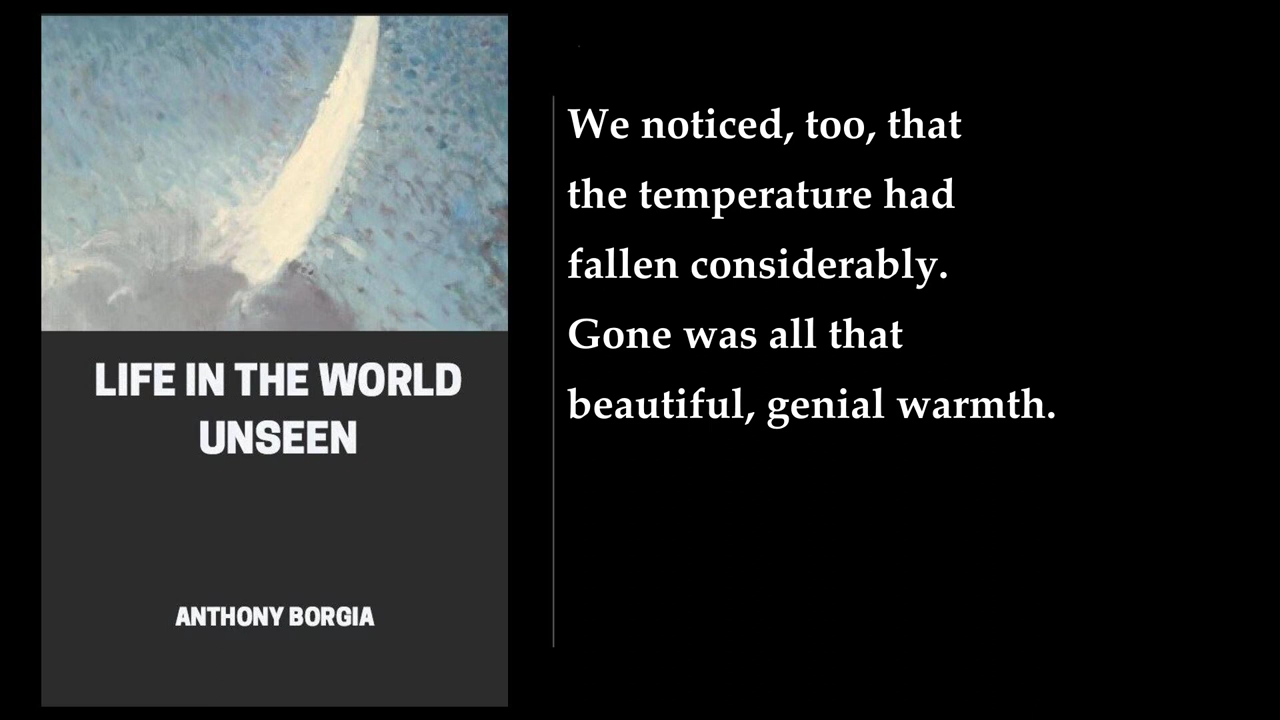 LIFE IN THE WORLD
UNSEEN
ANTHONY BORGIA
We noticed, too, that
the temperature had
fallen considerably.
Gone was all that
beautiful, genial warmth.